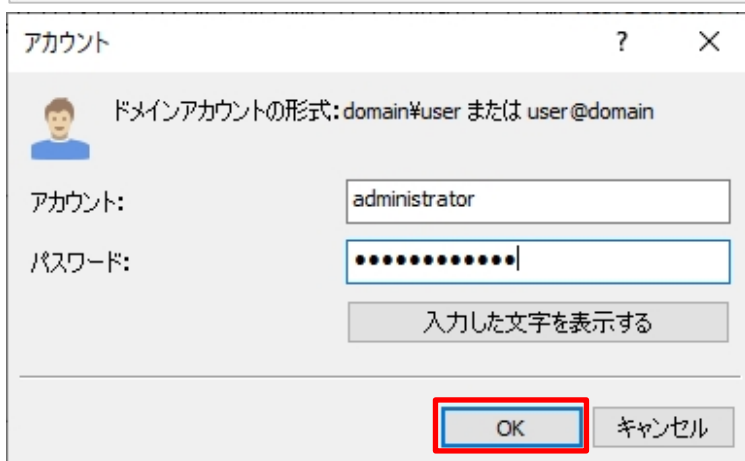 アカウント ? ×
ドメインアカウントの形式: domain¥user または user@domain
アカウント: administrator
パスワード: ●●●●●●●●●●●●
入力した文字を表示する
OK キャンセル